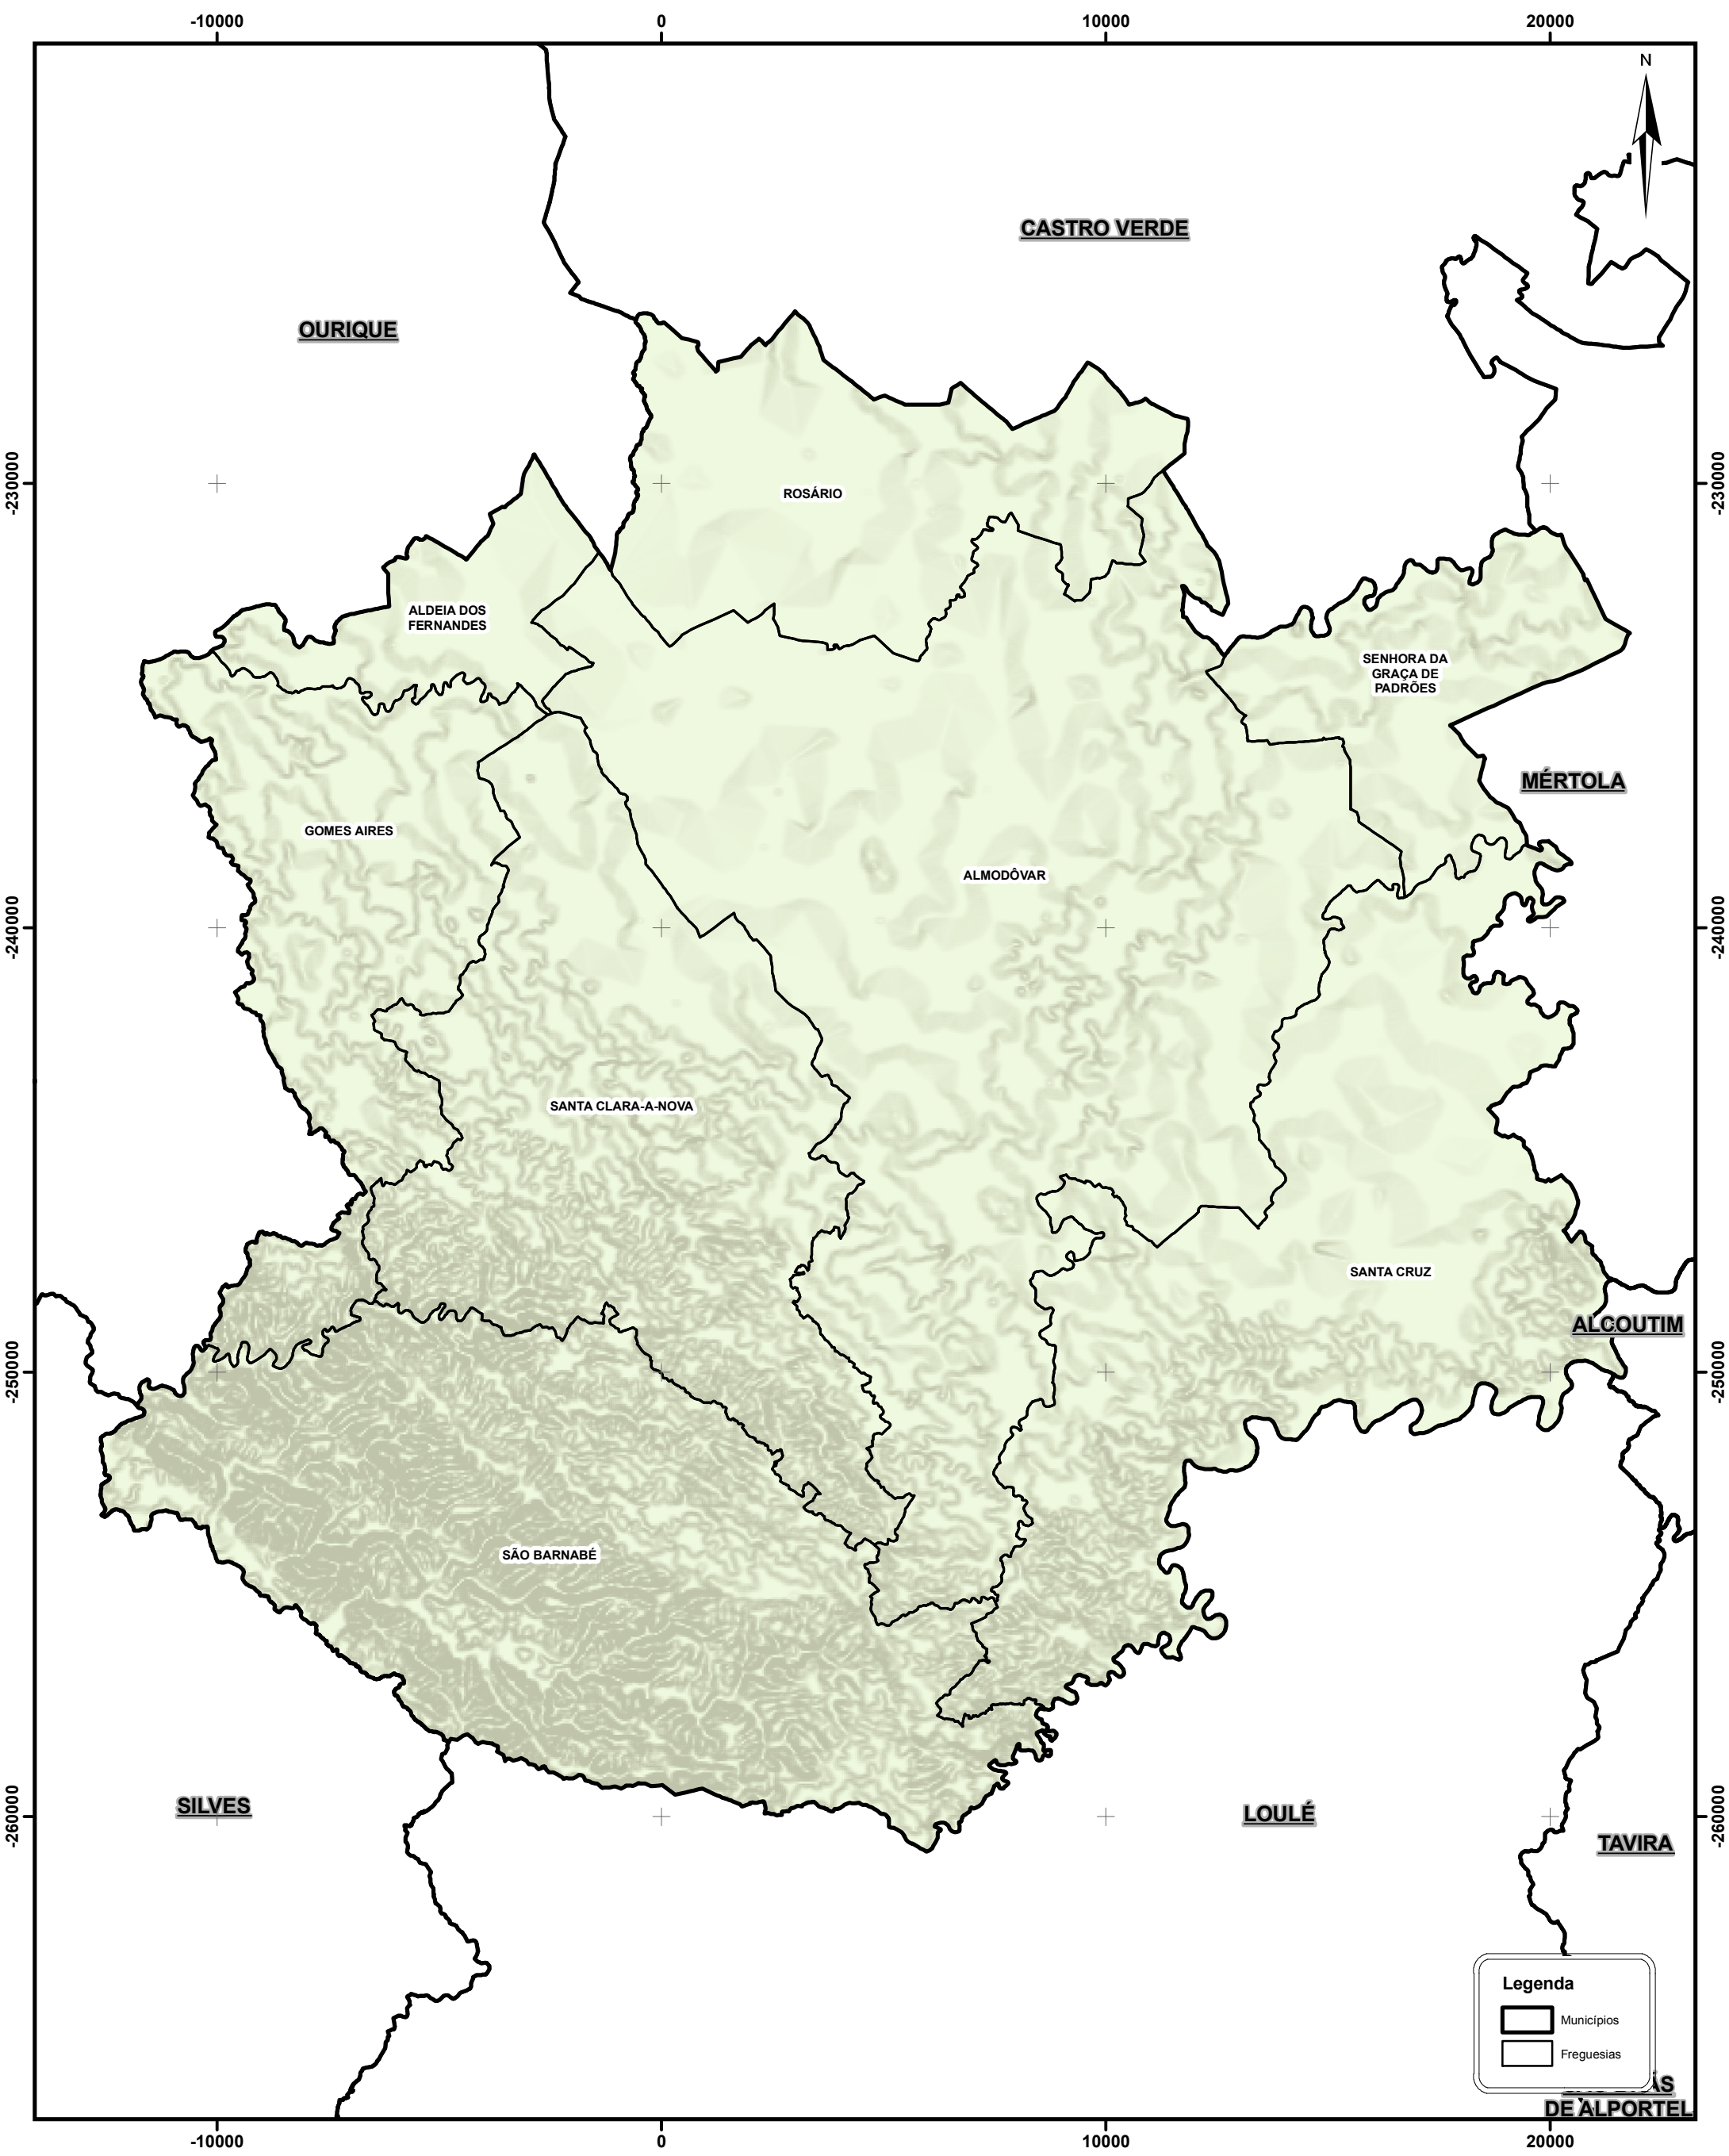 -10000
0
10000
20000
N
CASTRO VERDE
OURIQUE
-230000
-230000
ROSÁRIO
ALDEIA DOS
FERNANDES
SENHORA DA
GRAÇA DE
PADRÕES
MÉRTOLA
GOMES AIRES
ALMODÔVAR
-240000
-240000
SANTA CLARA-A-NOVA
SANTA CRUZ
ALCOUTIM
-250000
-250000
SÃO BARNABÉ
SILVES
LOULÉ
-260000
-260000
TAVIRA
Legenda
Municípios
Freguesias
DE ALPORTEL
-10000
0
10000
20000